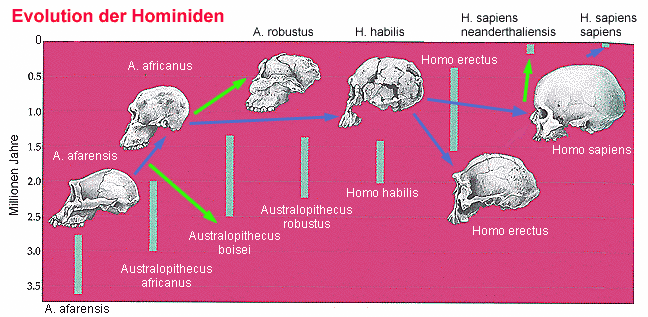 Evolution der Hominiden
A. robustus
H. habilis
H. sapiens
neanderthaliensis
H. sapiens
sapiens
0
0.5
1.0
1.5
2.0
2.5
3.0
3.5
Millionen Jahre
A. africanus
Homo erectus
A. afarensis
Homo sapiens
Homo habilis
Australopithecus
robustus
Homo erectus
Australopithecus
boisei
Australopithecus
africanus
A. afarensis